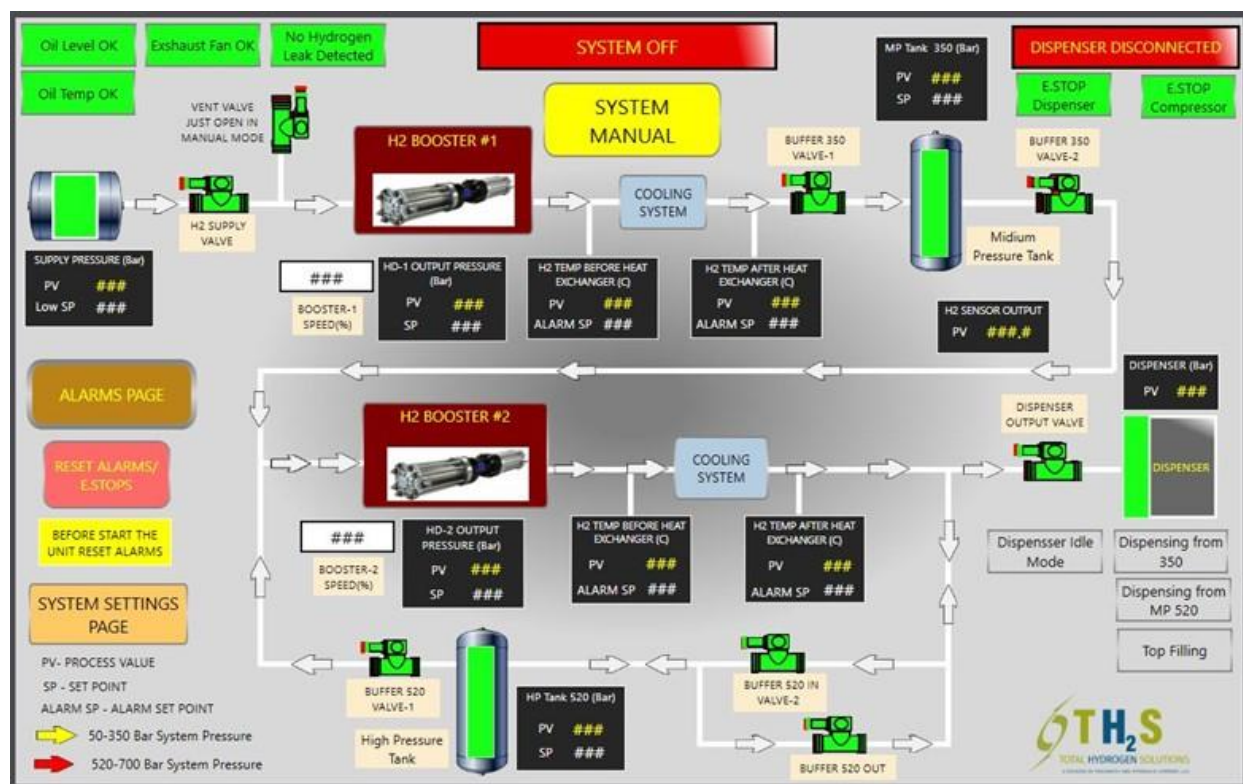 Oil Level OK
Exshaust Fan OK
No Hydrogen
Leak Detected
SYSTEM OFF
MP Tank 350 (Bar)
PV ###
SP ###
DISPENSER DISCONNECTED
Oil Temp OK
E.STOP
Dispenser
E.STOP
Compressor
VENT VALVE
JUST OPEN IN
MANUAL MODE
SYSTEM
MANUAL
H2 BOOSTER #1
BUFFER 350
VALVE-1
BUFFER 350
VALVE-2
COOLING
SYSTEM
H2 SUPPLY
VALVE
Midium
Pressure Tank
SUPPLY PRESSURE (Bar)
PV ###
Low SP ###
###
BOOSTER-1
SPEED(%)
HD-1 OUTPUT PRESSURE
(Bar)
PV ###
SP ###
H2 TEMP BEFORE HEAT
EXCHANGER (C)
PV ###
ALARM SP ###
H2 TEMP AFTER HEAT
EXCHANGER (C)
PV ###
ALARM SP ###
H2 SENSOR OUTPUT
PV ###.#
ALARMS PAGE
DISPENSER (Bar)
PV ###
H2 BOOSTER #2
DISPENSER
OUTPUT VALVE
RESET ALARMS/
E.STOPS
COOLING
SYSTEM
DISPENSER
BEFORE START THE
UNIT RESET ALARMS
###
BOOSTER-2
SPEED(%)
HD-2 OUTPUT
PRESSURE (Bar)
PV ###
SP ###
H2 TEMP BEFORE HEAT
EXCHANGER (C)
PV ###
ALARM SP ###
H2 TEMP AFTER HEAT
EXCHANGER (C)
PV ###
ALARM SP ###
Dispensser Idle
Mode
Dispensing from
350
Dispensing from
MP 520
Top Filling
SYSTEM SETTINGS
PAGE
PV- PROCESS VALUE
SP - SET POINT
ALARM SP - ALARM SET POINT
50-350 Bar System Pressure
520-700 Bar System Pressure
BUFFER 520
VALVE-1
High Pressure
Tank
HP Tank 520 (Bar)
PV ###
SP ###
BUFFER 520 IN
VALVE-2
BUFFER 520 OUT
TH2S
TOTAL HYDROGEN SOLUTIONS